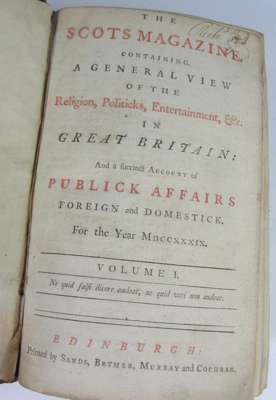 THE
SCOTS MAGAZINE.
CONTAINING,
A GENERAL VIEW
OF THE
Religion, Politicks, Entertainment, &c.
IN
GREAT BRITAIN:
And a succinct ACCOUNT of
PUBLICK AFFAIRS
FOREIGN and DOMESTICK.
For the Year MDCCXXXIX.
VOLUME I.
Ne quid falsi dicere audeat, ne quid veri non audeat.
EDINBURGH:
Printed by SANDS, BRYMER, MURRAY and COCHRAN.